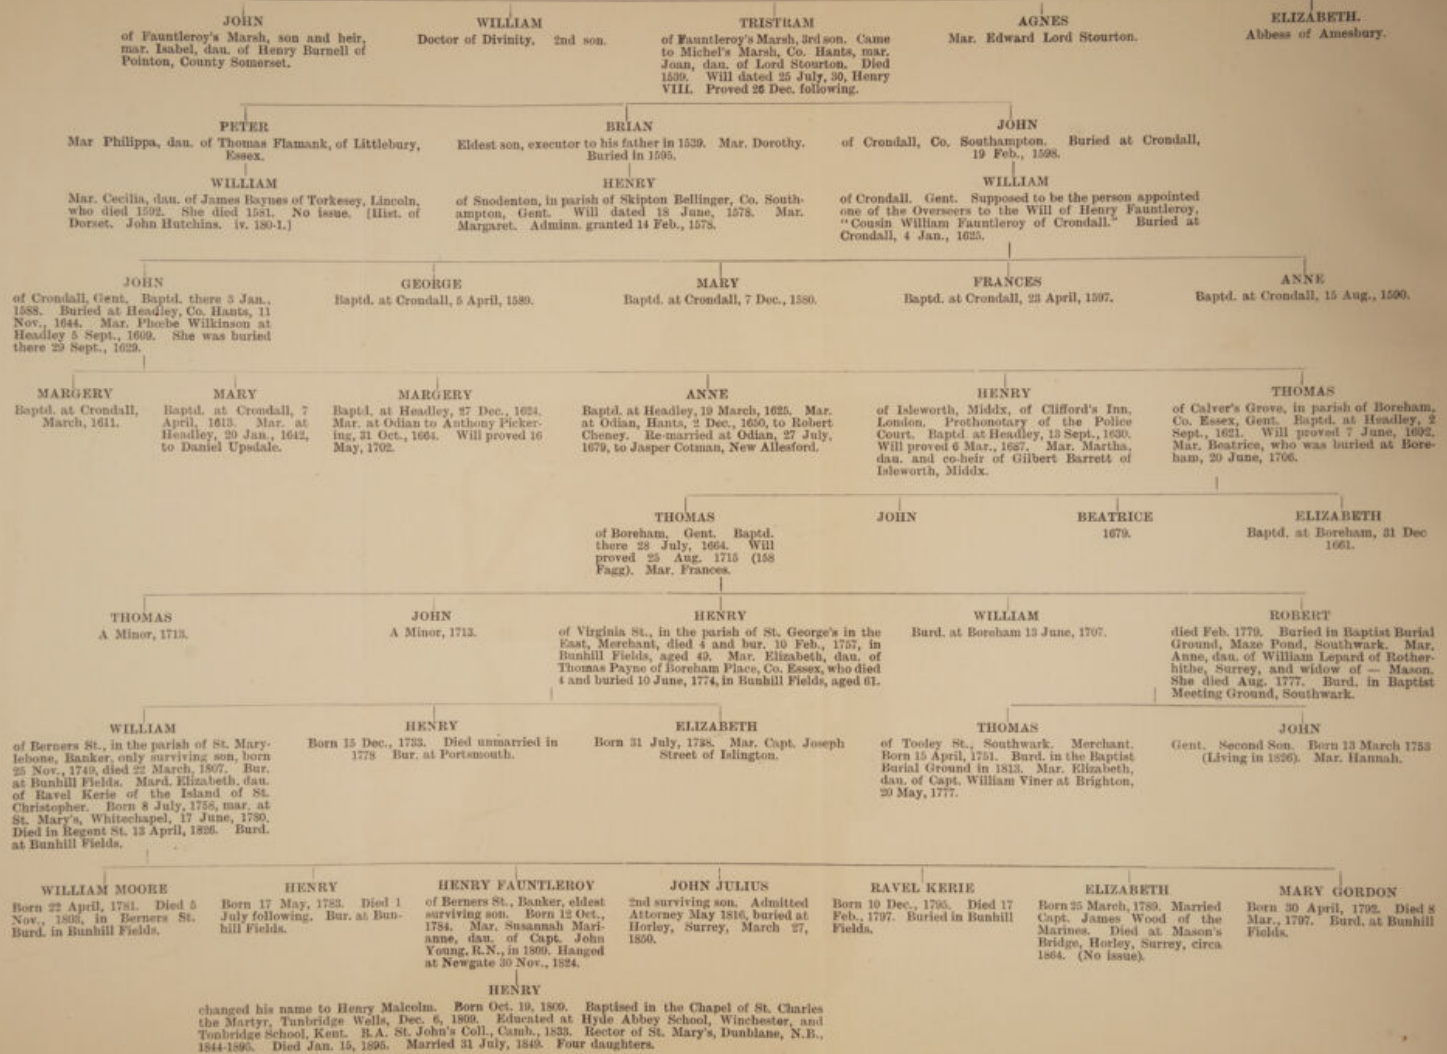 JOHN
of Fauntleroy's Marsh, son and heir,
mar. Isabel, dau. of Henry Burnell of
Pointon, County Somerset.
WILLIAM
Doctor of Divinity, 2nd son.
TRISTRAM
of Fauntleroy's Marsh, 3rd son. Came
to Michel's Marsh, Co. Hants, mar.
Joan, dau. of Lord Stourton. Died
1539. Will dated 25 July, 30, Henry
VIII. Proved 26 Dec. following.
AGNES
Mar. Edward Lord Stourton.
ELIZABETH.
Abbess of Amesbury.
PETER
Mar Philippa, dau. of Thomas Flamank, of Littlebury,
Essex.
BRIAN
Eldest son, executor to his father in 1539. Mar. Dorothy.
Buried in 1595.
JOHN
of Crondall, Co. Southampton. Buried at Crondall,
19 Feb., 1598.
WILLIAM
Mar. Cecilia, dau. of James Baynes of Torkesey, Lincoln,
who died 1592. She died 1581. No issue. [Hist. of
Dorset. John Hutchins. iv. 180-1.]
HENRY
of Snodenton, in parish of Skipton Bellinger, Co. South-
ampton, Gent. Will dated 18 June, 1578. Mar.
Margaret. Adminn. granted 14 Feb., 1578.
WILLIAM
of Crondall. Gent. Supposed to be the person appointed
one of the Overseers to the Will of Henry Fauntleroy,
"Cousin William Fauntleroy of Crondall." Buried at
Crondall, 4 Jan., 1625.
JOHN
of Crondall, Gent. Baptd. there 3 Jan.,
1588. Buried at Headley, Co. Hants, 11
Nov., 1644. Mar. Phœbe Wilkinson at
Headley 5 Sept., 1609. She was buried
there 29 Sept., 1629.
GEORGE
Baptd. at Crondall, 5 April, 1589.
MARY
Baptd. at Crondall, 7 Dec., 1580.
FRANCES
Baptd. at Crondall, 23 April, 1597.
ANNE
Baptd. at Crondall, 15 Aug., 1590.
MARGERY
Baptd. at Crondall,
March, 1611.
MARY
Baptd. at Crondall, 7
April, 1613. Mar. at
Headley, 20 Jan., 1642,
to Daniel Upsdale.
MARGERY
Baptd. at Headley, 27 Dec., 1624.
Mar. at Odian to Anthony Picker-
ing, 31 Oct., 1664. Will proved 16
May, 1702.
ANNE
Baptd. at Headley, 19 March, 1625. Mar.
at Odian, Hants, 2 Dec., 1650, to Robert
Cheney. Re-married at Odian, 27 July,
1679, to Jasper Cotman, New Allesford.
HENRY
of Isleworth, Middx, of Clifford's Inn,
London. Prothonotary of the Police
Court. Baptd at Headley, 13 Sept., 1630.
Will proved 6 Mar., 1687. Mar. Martha,
dau. and co-heir of Gilbert Barrett of
Isleworth, Middx.
THOMAS
of Calver's Grove, in parish of Boreham,
Co. Essex, Gent. Baptd. at Headley, 2
Sept., 1621. Will proved 7 June, 1692.
Mar. Beatrice, who was buried at Bore-
ham, 20 June, 1706.
THOMAS
of Boreham, Gent. Baptd.
there 28 July, 1664. Will
proved 25 Aug. 1715 (158
Fagg). Mar. Frances.
JOHN
BEATRICE
1679.
ELIZABETH
Baptd. at Boreham, 31 Dec
1661.
THOMAS
A Minor, 1713.
JOHN
A Minor, 1713.
HENRY
of Virginia St., in the parish of St. George's in the
East, Merchant, died 4 and bur. 10 Feb., 1757, in
Bunhill Fields, aged 49. Mar. Elizabeth, dau. of
Thomas Payne of Boreham Place, Co. Essex, who died
4 and buried 10 June, 1774, in Bunhill Fields, aged 61.
WILLIAM
Burd. at Boreham 13 June, 1707.
ROBERT
died Feb. 1779. Buried in Baptist Burial
Ground, Maze Pond, Southwark. Mar.
Anne, dau. of William Lepard of Rother-
hithe, Surrey, and widow of — Mason.
She died Aug. 1777. Burd. in Baptist
Meeting Ground, Southwark.
WILLIAM
of Berners St., in the parish of St. Mary-
lebone, Banker, only surviving son, born
25 Nov., 1749, died 22 March, 1807. Bur.
at Bunhill Fields. Mard. Elizabeth, dau.
of Ravel Kerie of the Island of St.
Christopher. Born 8 July, 1758, mar. at
St. Mary's, Whitechapel, 17 June, 1780.
Died in Regent St. 13 April, 1826. Burd.
at Bunhill Fields.
HENRY
Born 15 Dec., 1733. Died unmarried in
1778 Bur. at Portsmouth.
ELIZABETH
Born 31 July, 1738. Mar. Capt. Joseph
Street of Islington.
THOMAS
of Tooley St., Southwark. Merchant.
Born 15 April, 1751. Burd. in the Baptist
Burial Ground in 1813. Mar. Elizabeth,
dau. of Capt. William Viner at Brighton,
20 May, 1777.
JOHN
Gent. Second Son. Born 13 March 1753
(Living in 1826). Mar. Hannah.
WILLIAM MOORE
Born 22 April, 1781. Died 5
Nov., 1803, in Berners St.
Burd. in Bunhill Fields.
HENRY
Born 17 May, 1783. Died 1
July following. Bur. at Bun-
hill Fields.
HENRY FAUNTLEROY
of Berners St., Banker, eldest
surviving son. Born 12 Oct.,
1784. Mar. Susannah Mari-
anne, dau. of Capt. John
Young, R.N., in 1809. Hanged
at Newgate 30 Nov., 1824.
JOHN JULIUS
2nd surviving son. Admitted
Attorney May 1816, buried at
Horley, Surrey, March 27,
1850.
RAVEL KERIE
Born 10 Dec., 1795. Died 17
Feb., 1797. Buried in Bunhill
Fields.
ELIZABETH
Born 25 March, 1789. Married
Capt. James Wood of the
Marines. Died at Mason's
Bridge, Horley, Surrey, circa
1864. (No issue).
MARY GORDON
Born 30 April, 1792. Died 8
Mar., 1797. Burd. at Bunhill
Fields.
HENRY
changed his name to Henry Malcolm. Born Oct. 19, 1809. Baptised in the Chapel of St. Charles
the Martyr, Tunbridge Wells, Dec. 6, 1809. Educated at Hyde Abbey School, Winchester, and
Tonbridge School, Kent. B.A. St. John's Coll., Camb., 1833. Rector of St. Mary's, Dunblane, N.B.,
1844-1895. Died Jan. 15, 1895. Married 31 July, 1849. Four daughters.